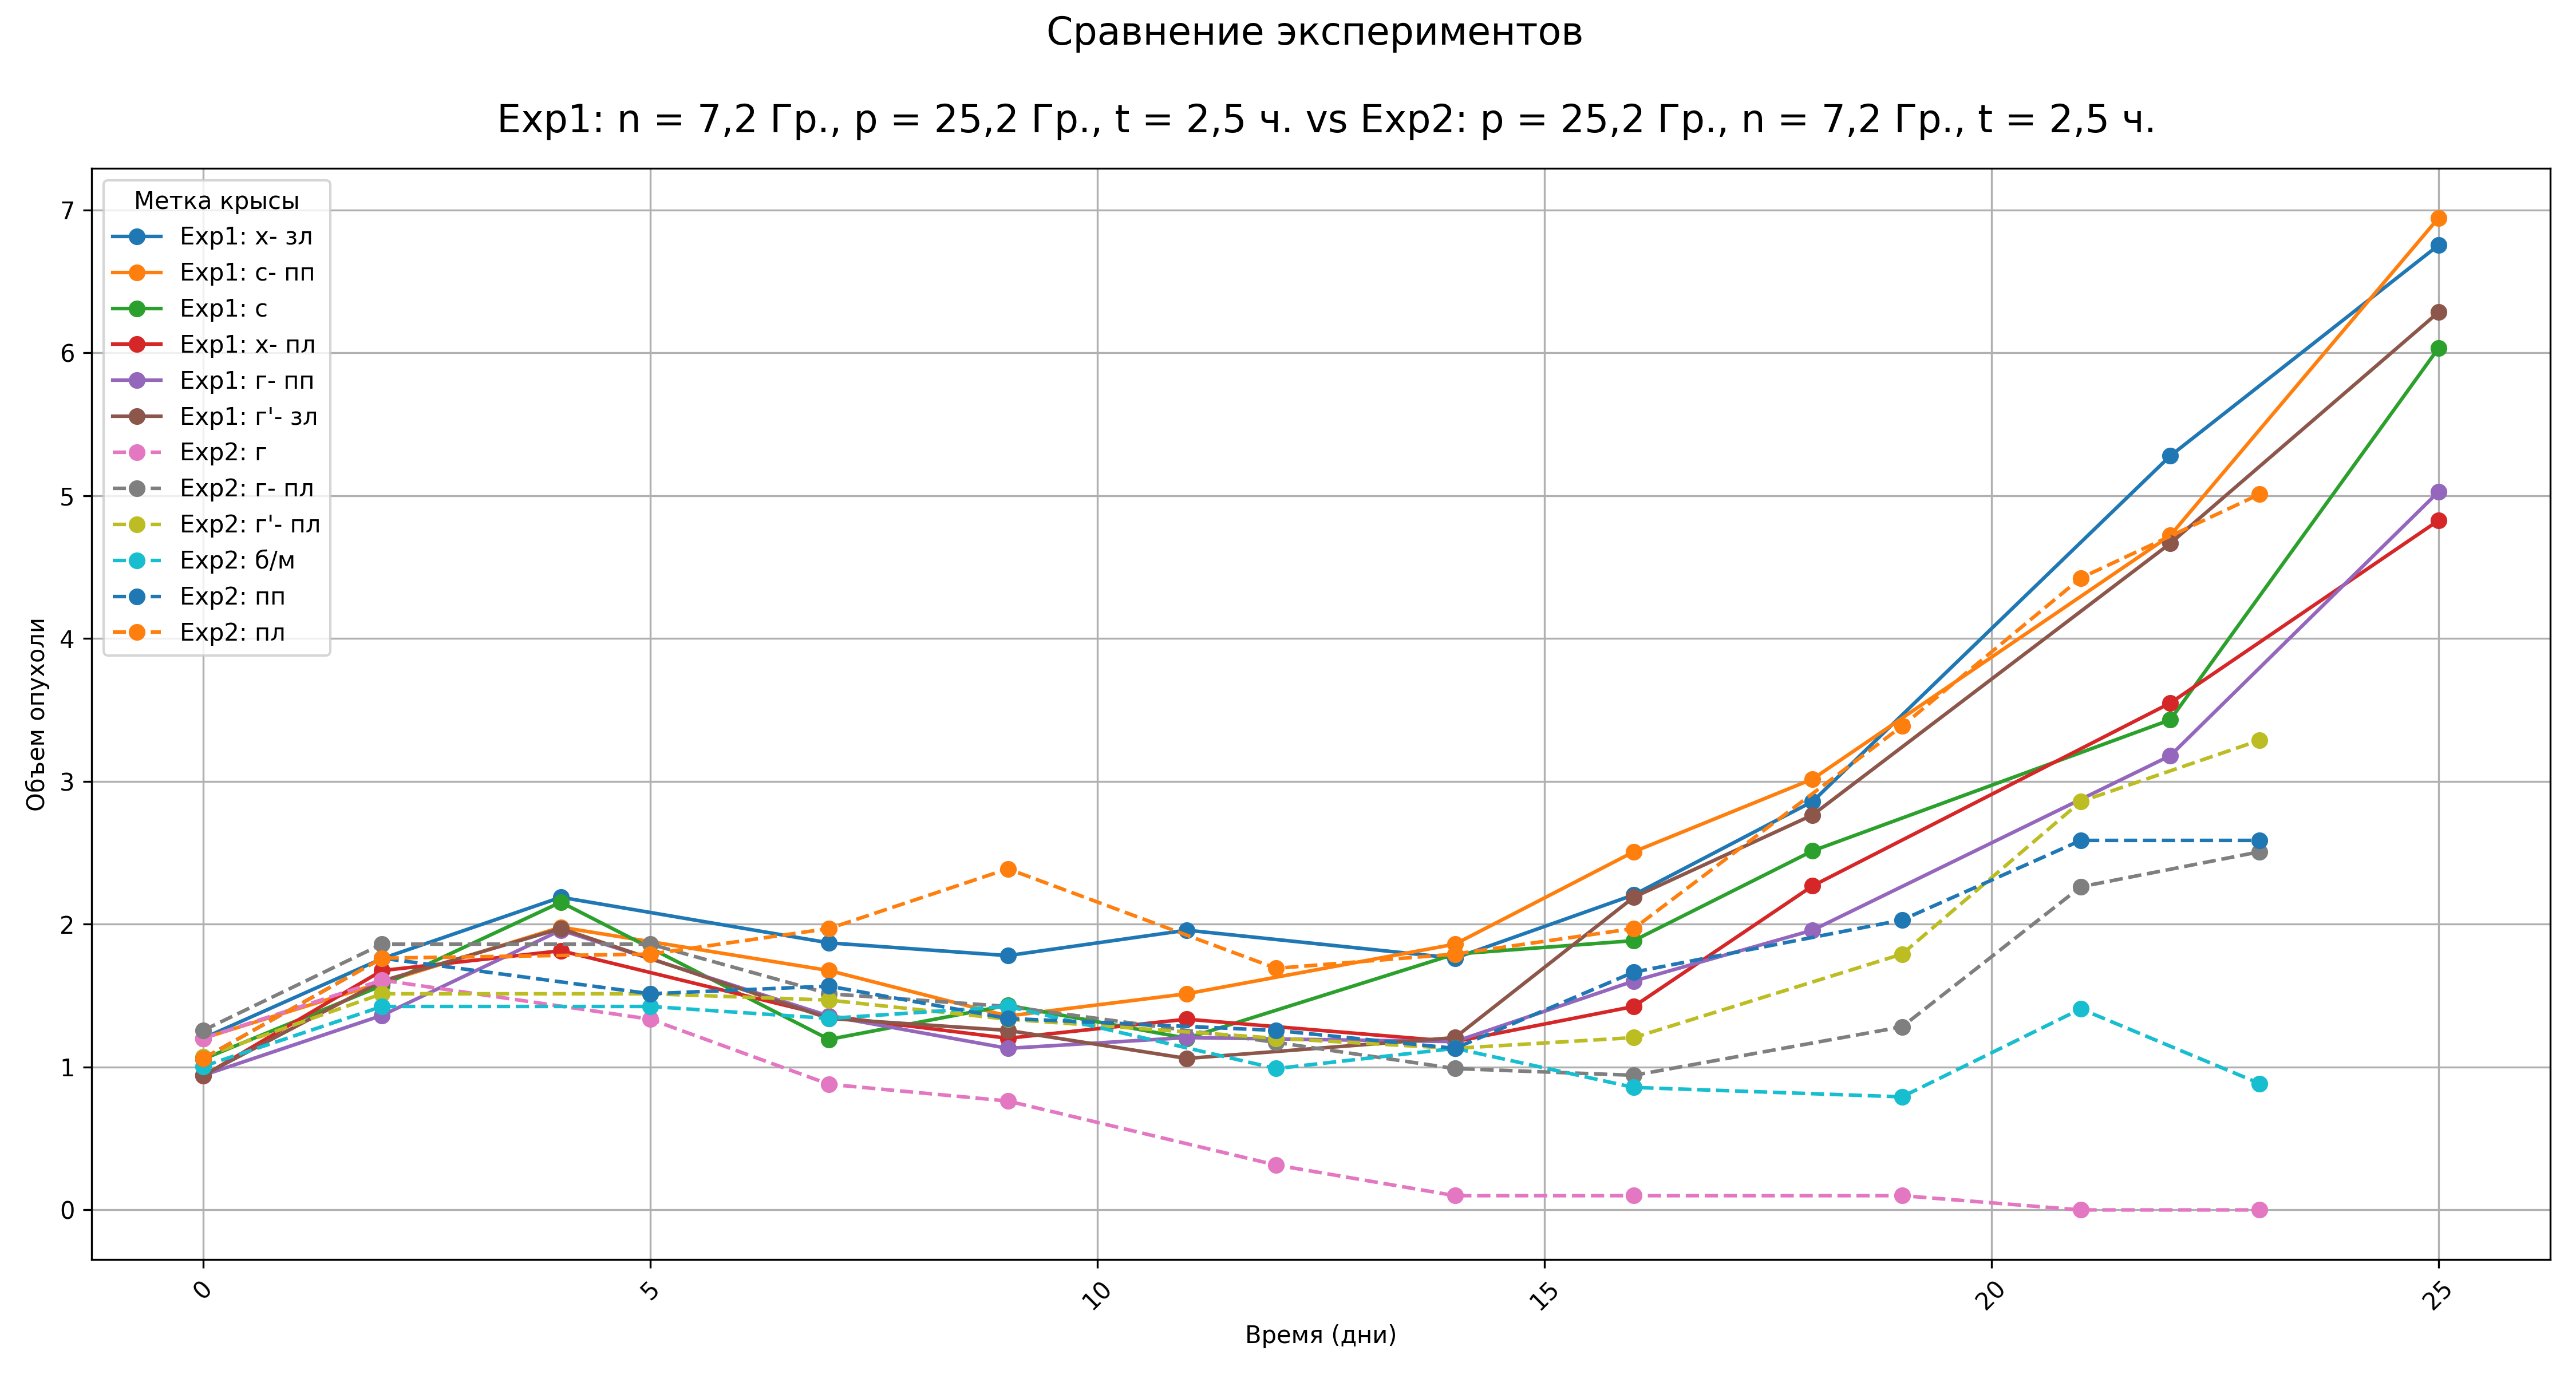 Сравнение экспериментов
Exp1: n = 7,2 Гр., p = 25,2 Гр., t = 2,5 ч. vs Exp2: p = 25,2 Гр., n = 7,2 Гр., t = 2,5 ч.
Метка крысы
Exp1: х- зл
Exp1: с- пп
Exp1: с
Exp1: х- пл
Exp1: г- пп
Exp1: г'- зл
Exp2: г
Exp2: г- пл
Exp2: г'- пл
Exp2: б/м
Exp2: пп
Exp2: пл
Объем опухоли
7
6
5
4
3
2
1
0
0
5
10
15
20
25
Время (дни)